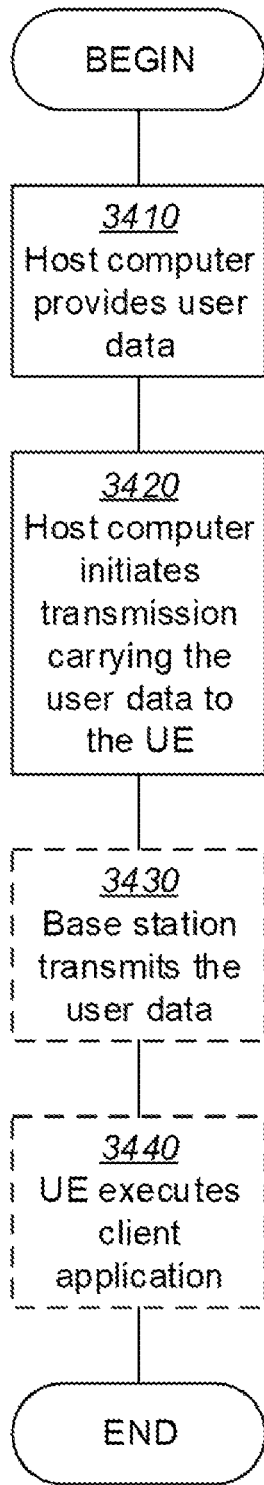 BEGIN
3410
Host computer
provides user
data
3420
Host computer
initiates
transmission
carrying the
user data to
the UE
3430
Base station
transmits the
user data
3440
UE executes
client
application
END